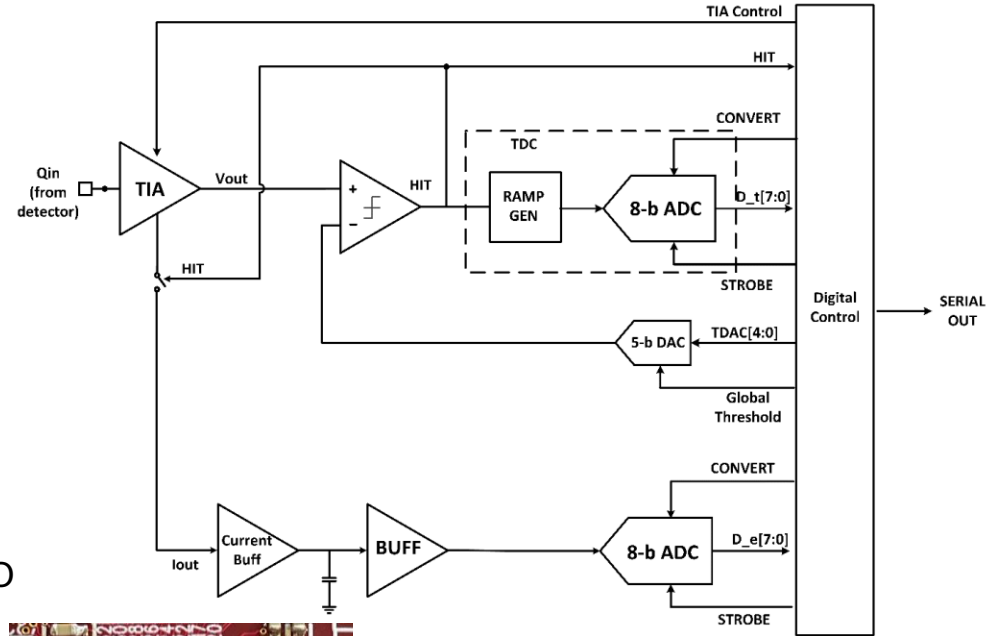 TIA Control
HIT
CONVERT
TDC
Qin
(from
detector)
TIA
Vout
HIT
RAMP
GEN
8-b ADC
D_t[7:0]
HIT
STROBE
Digital
Control
SERIAL
OUT
5-b DAC
TDAC[4:0]
Global
Threshold
CONVERT
Current
Buff
BUFF
8-b ADC
D_e[7:0]
Iout
STROBE